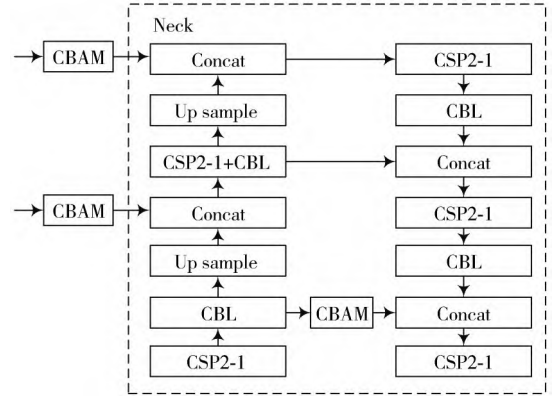 Neck
CBAM
Concat
CSP2-1
Up sample
CBL
CSP2-1+CBL
Concat
CBAM
Concat
CSP2-1
Up sample
CBL
CBL
CBAM
Concat
CSP2-1
CSP2-1